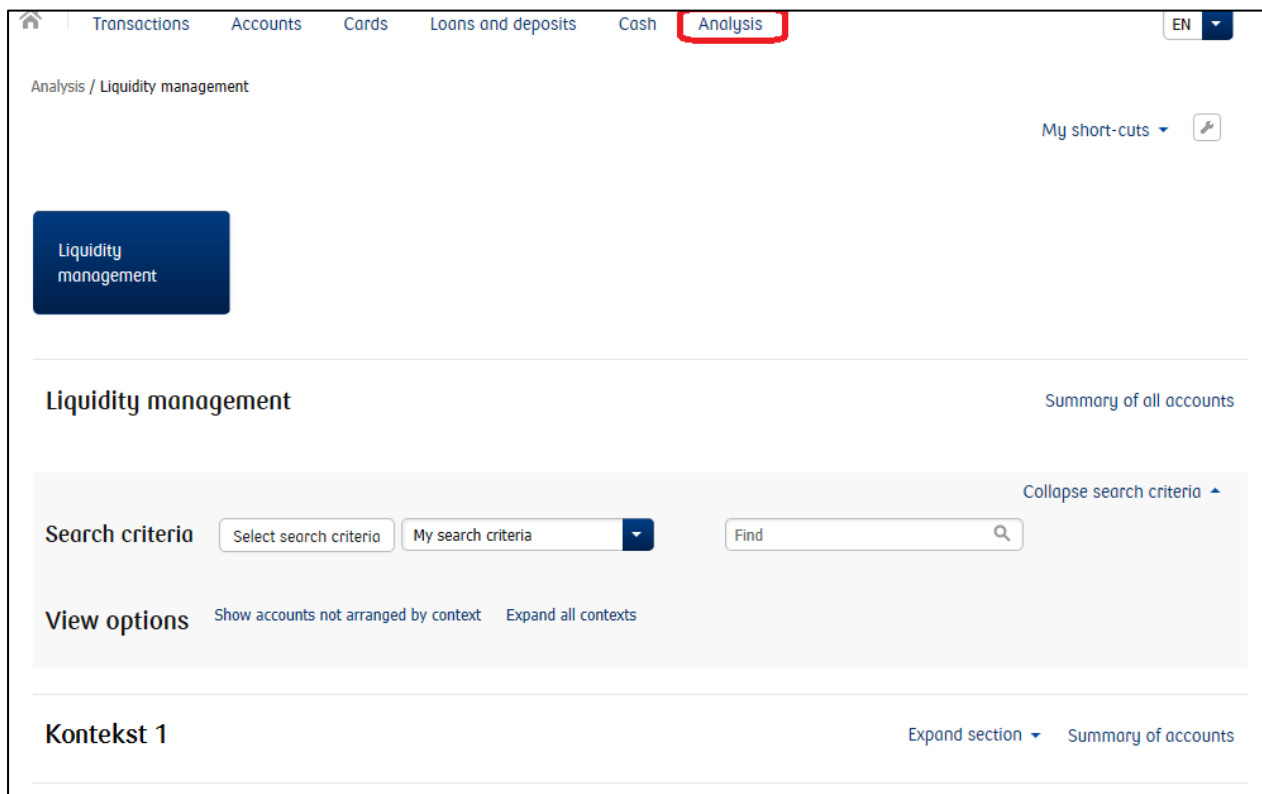 Transactions Accounts Cards Loans and deposits Cash Analysis EN
Analysis / Liquidity management
My short-cuts
Liquidity
management
Liquidity management Summary of all accounts
Collapse search criteria
Search criteria Select search criteria My search criteria Find
View options Show accounts not arranged by context Expand all contexts
Kontekst 1 Expand section Summary of accounts